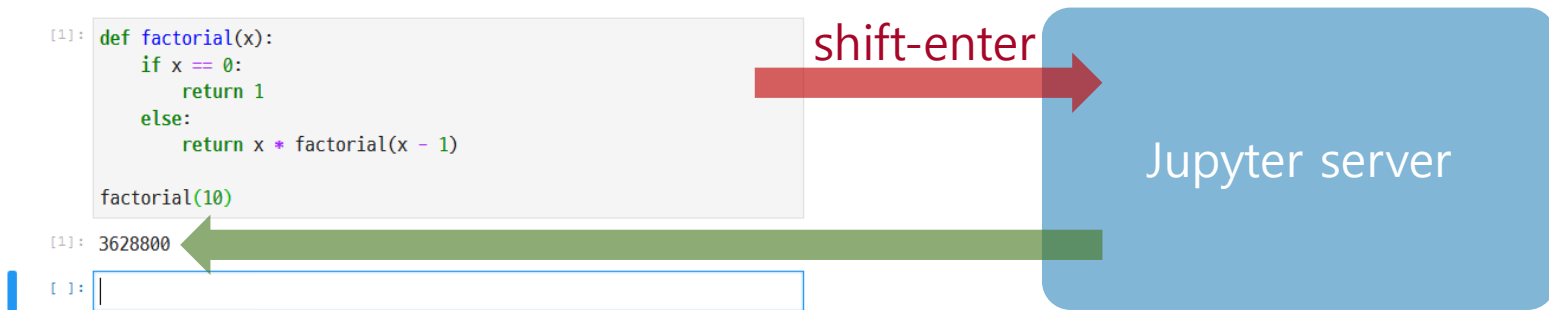 [1]: def factorial(x):
    if x == 0:
        return 1
    else:
        return x * factorial(x - 1)
factorial(10)
shift-enter
Jupyter server
[1]: 3628800
[ ]: